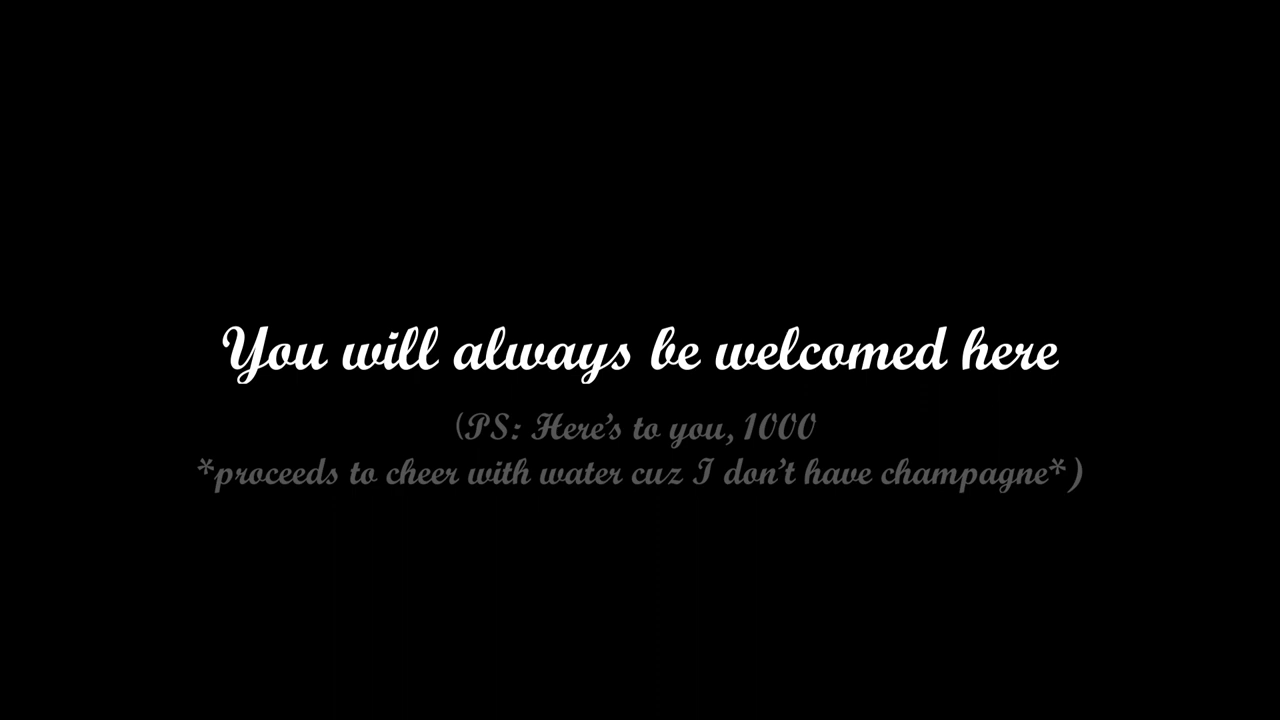 You will always be welcomed here
(PS: Here's to you, 1000
*proceeds to cheer with water cuz I don't have champagne*)